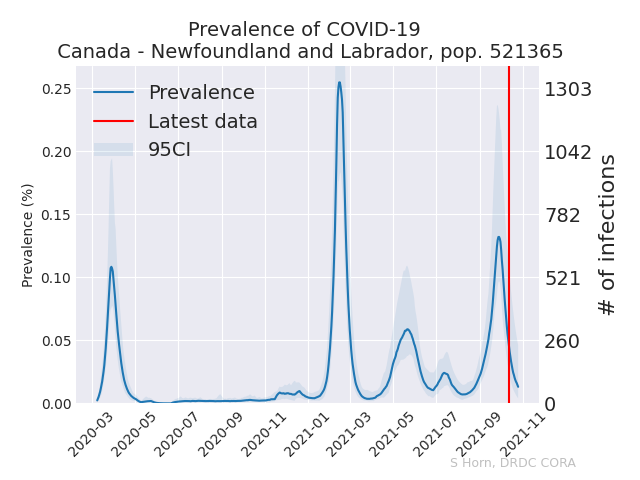 Prevalence of COVID-19
Canada - Newfoundland and Labrador, pop. 521365
Prevalence
Latest data
95CI
Prevalence (%)
0.25
0.20
0.15
0.10
0.05
0.00
1303
1042
782
521
260
0
# of infections
2020-03
2020-05
2020-07
2020-09
2020-11
2021-01
2021-03
2021-05
2021-07
2021-09
2021-11
S Horn, DRDC CORA